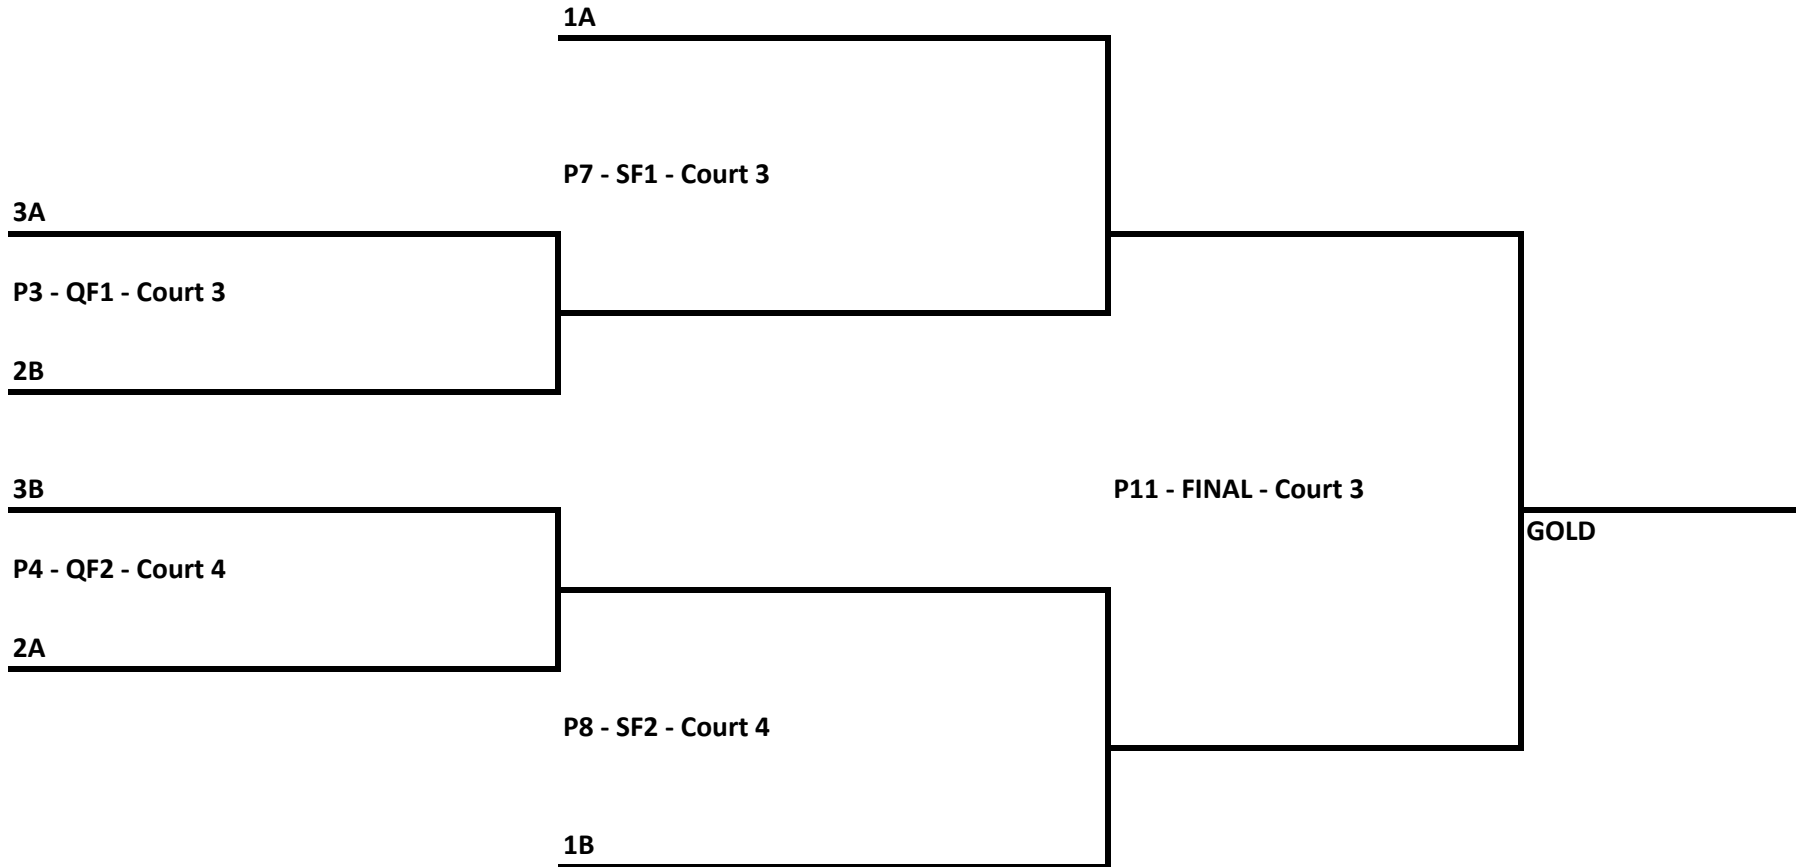 1A
P7 - SF1 - Court 3
3A
P3 - QF1 - Court 3
2B
3B
P11 - FINAL - Court 3
GOLD
P4 - QF2 - Court 4
2A
P8 - SF2 - Court 4
1B